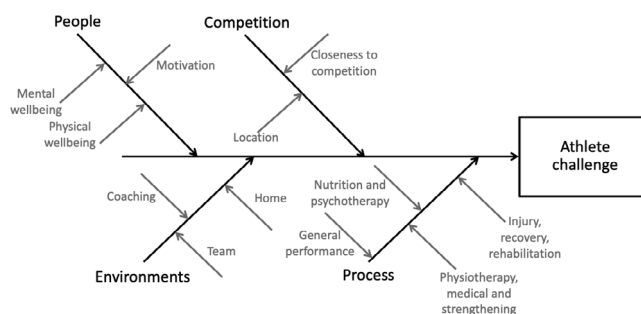 People
Competition
Motivation
Closeness to
competition
Mental
wellbeing
Physical
wellbeing
Location
Athlete
challenge
Coaching
Home
Team
Environments
Nutrition and
psychotherapy
General
performance
Injury,
recovery,
rehabilitation
Process
Physiotherapy,
medical and
strengthening